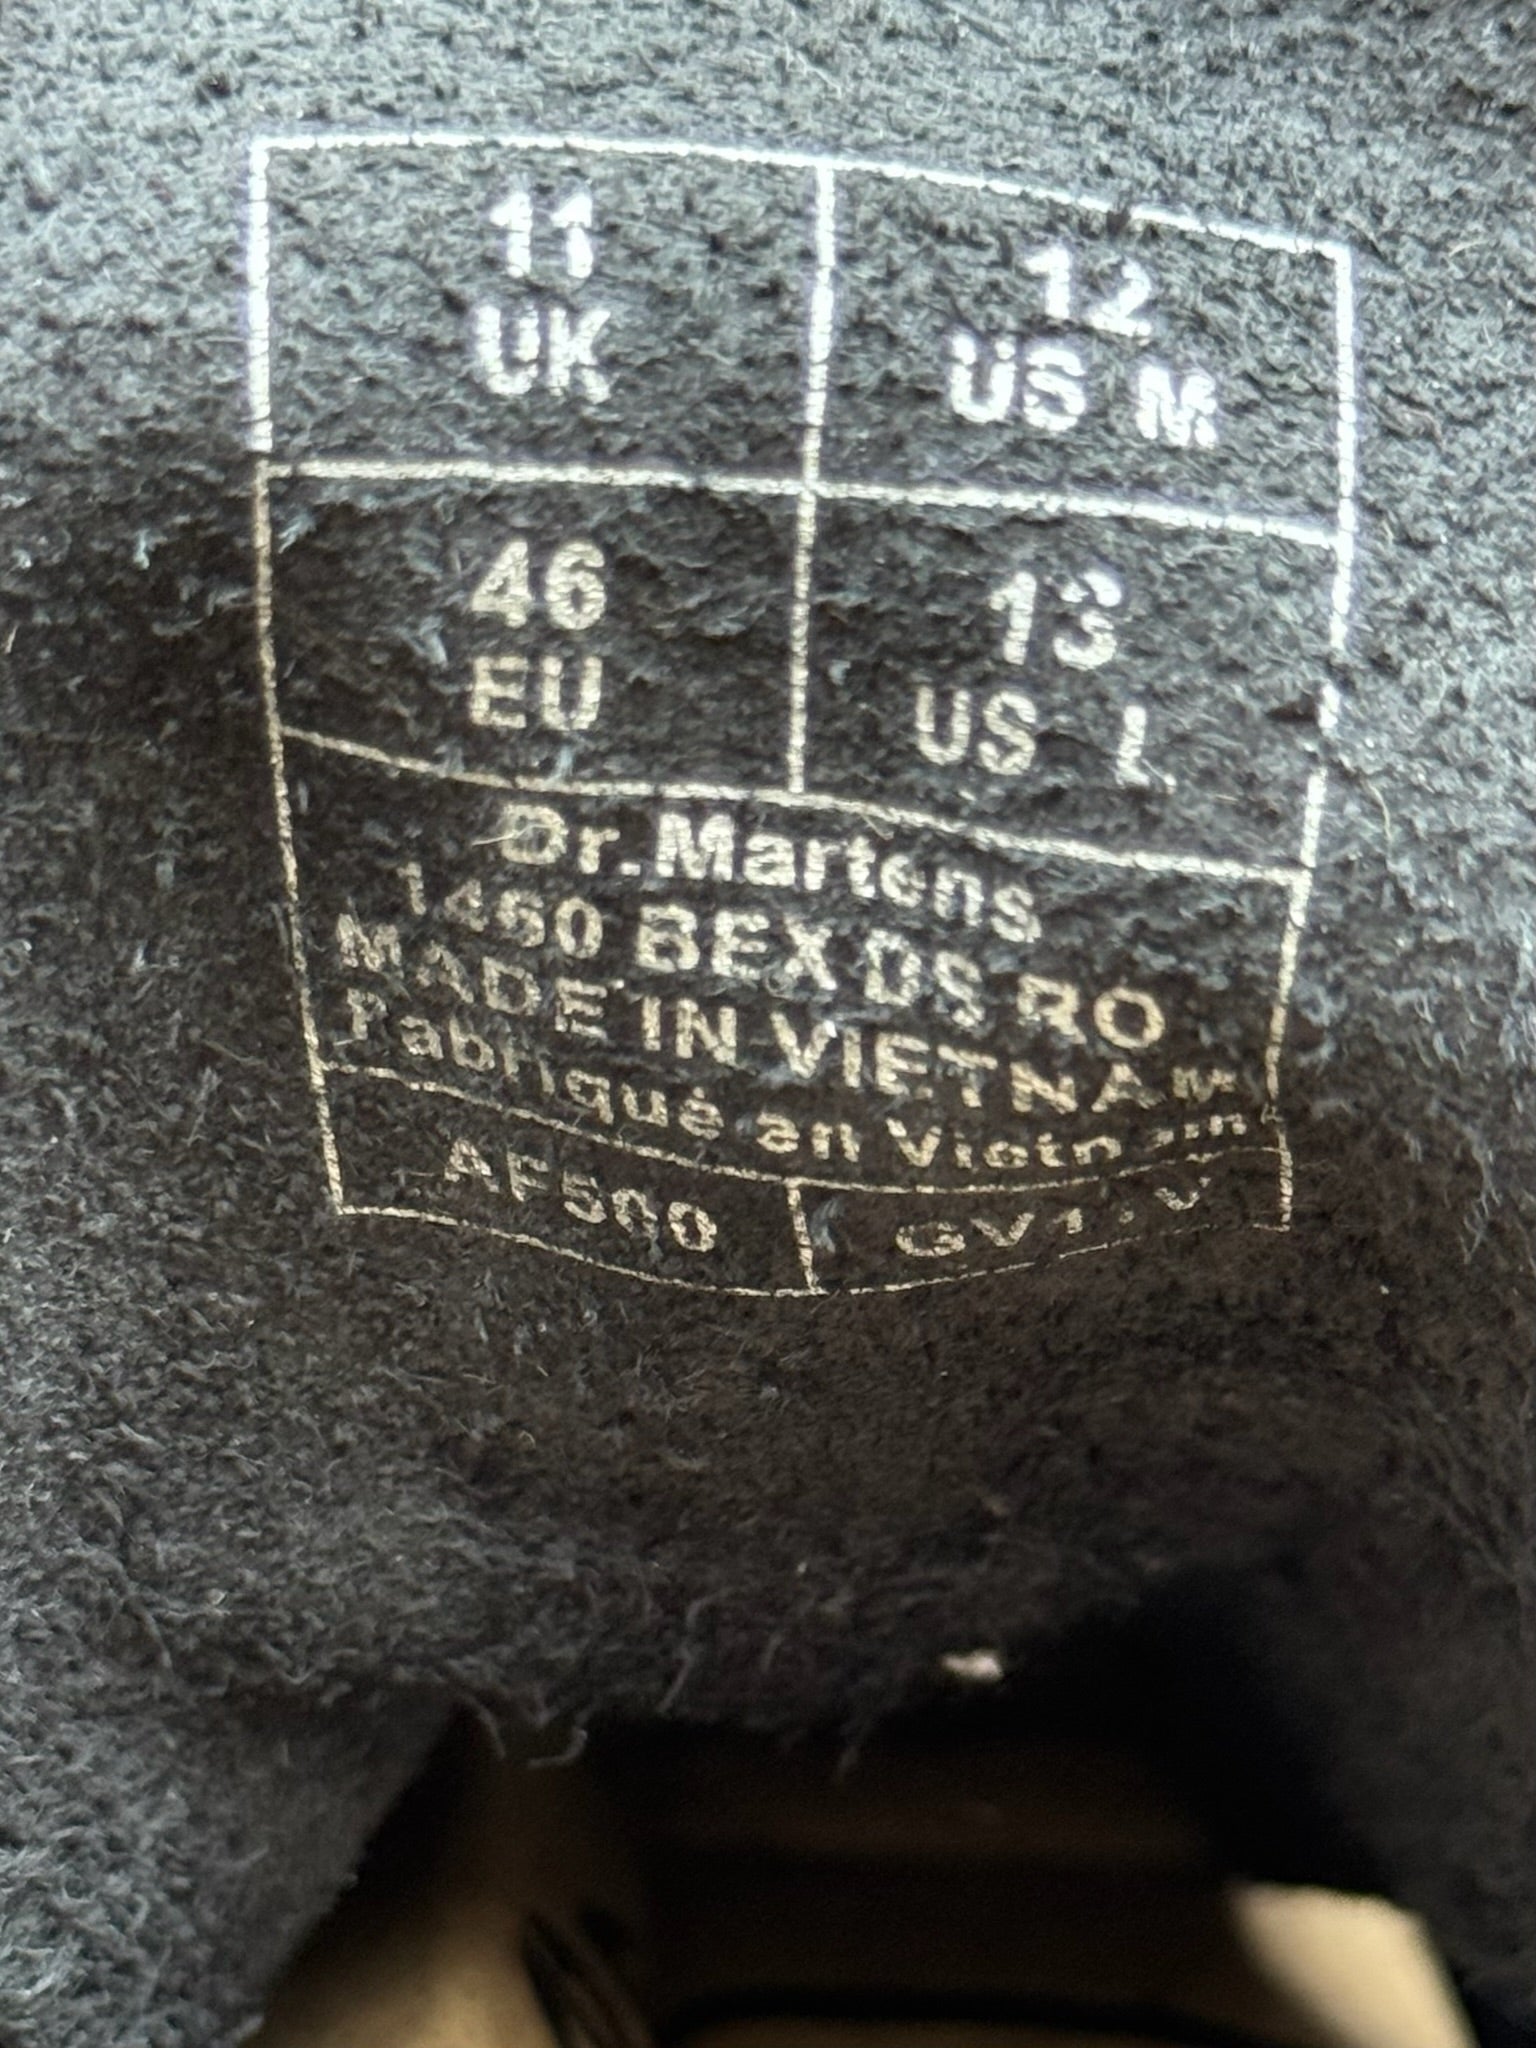 11
UK
12
US M
46
EU
13
US L
Dr.Martens
1460 BEX DS RO
MADE IN VIETNAM
Fabriqué en Vietnam
AF500